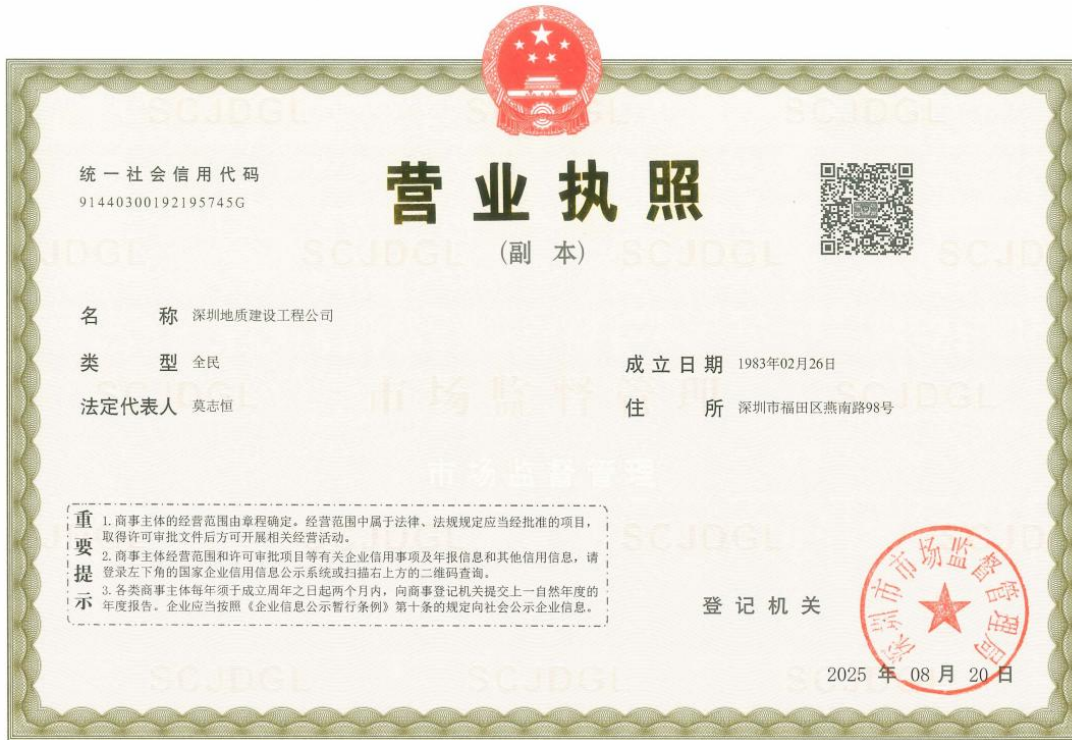 统一社会信用代码
91440300192195745G
营业执照
(副 本)
名 称 深圳地质建设工程公司
类 型 全民
法定代表人 莫志恒
成立日期 1983年02月26日
住 所 深圳市福田区燕南路98号
重要提示
1.商事主体的经营范围由章程确定。经营范围中属于法律、法规规定应当经批准的项目，
取得许可审批文件后方可开展相关经营活动。
2.商事主体经营范围和许可审批项目等有关企业信用事项及年报信息和其他信用信息，请
登录左下角的国家企业信用信息公示系统或扫描右上方的二维码查询。
3.各类商事主体每年须于成立周年之日起两个月内，向商事登记机关提交上一自然年度的
年度报告。企业应当按照《企业信息公示暂行条例》第十条的规定向社会公示企业信息。
登记机关
深圳市市场监督管理局
2025 年 08 月 20 日
SCJDGL
市场监督管理
市场监督管理